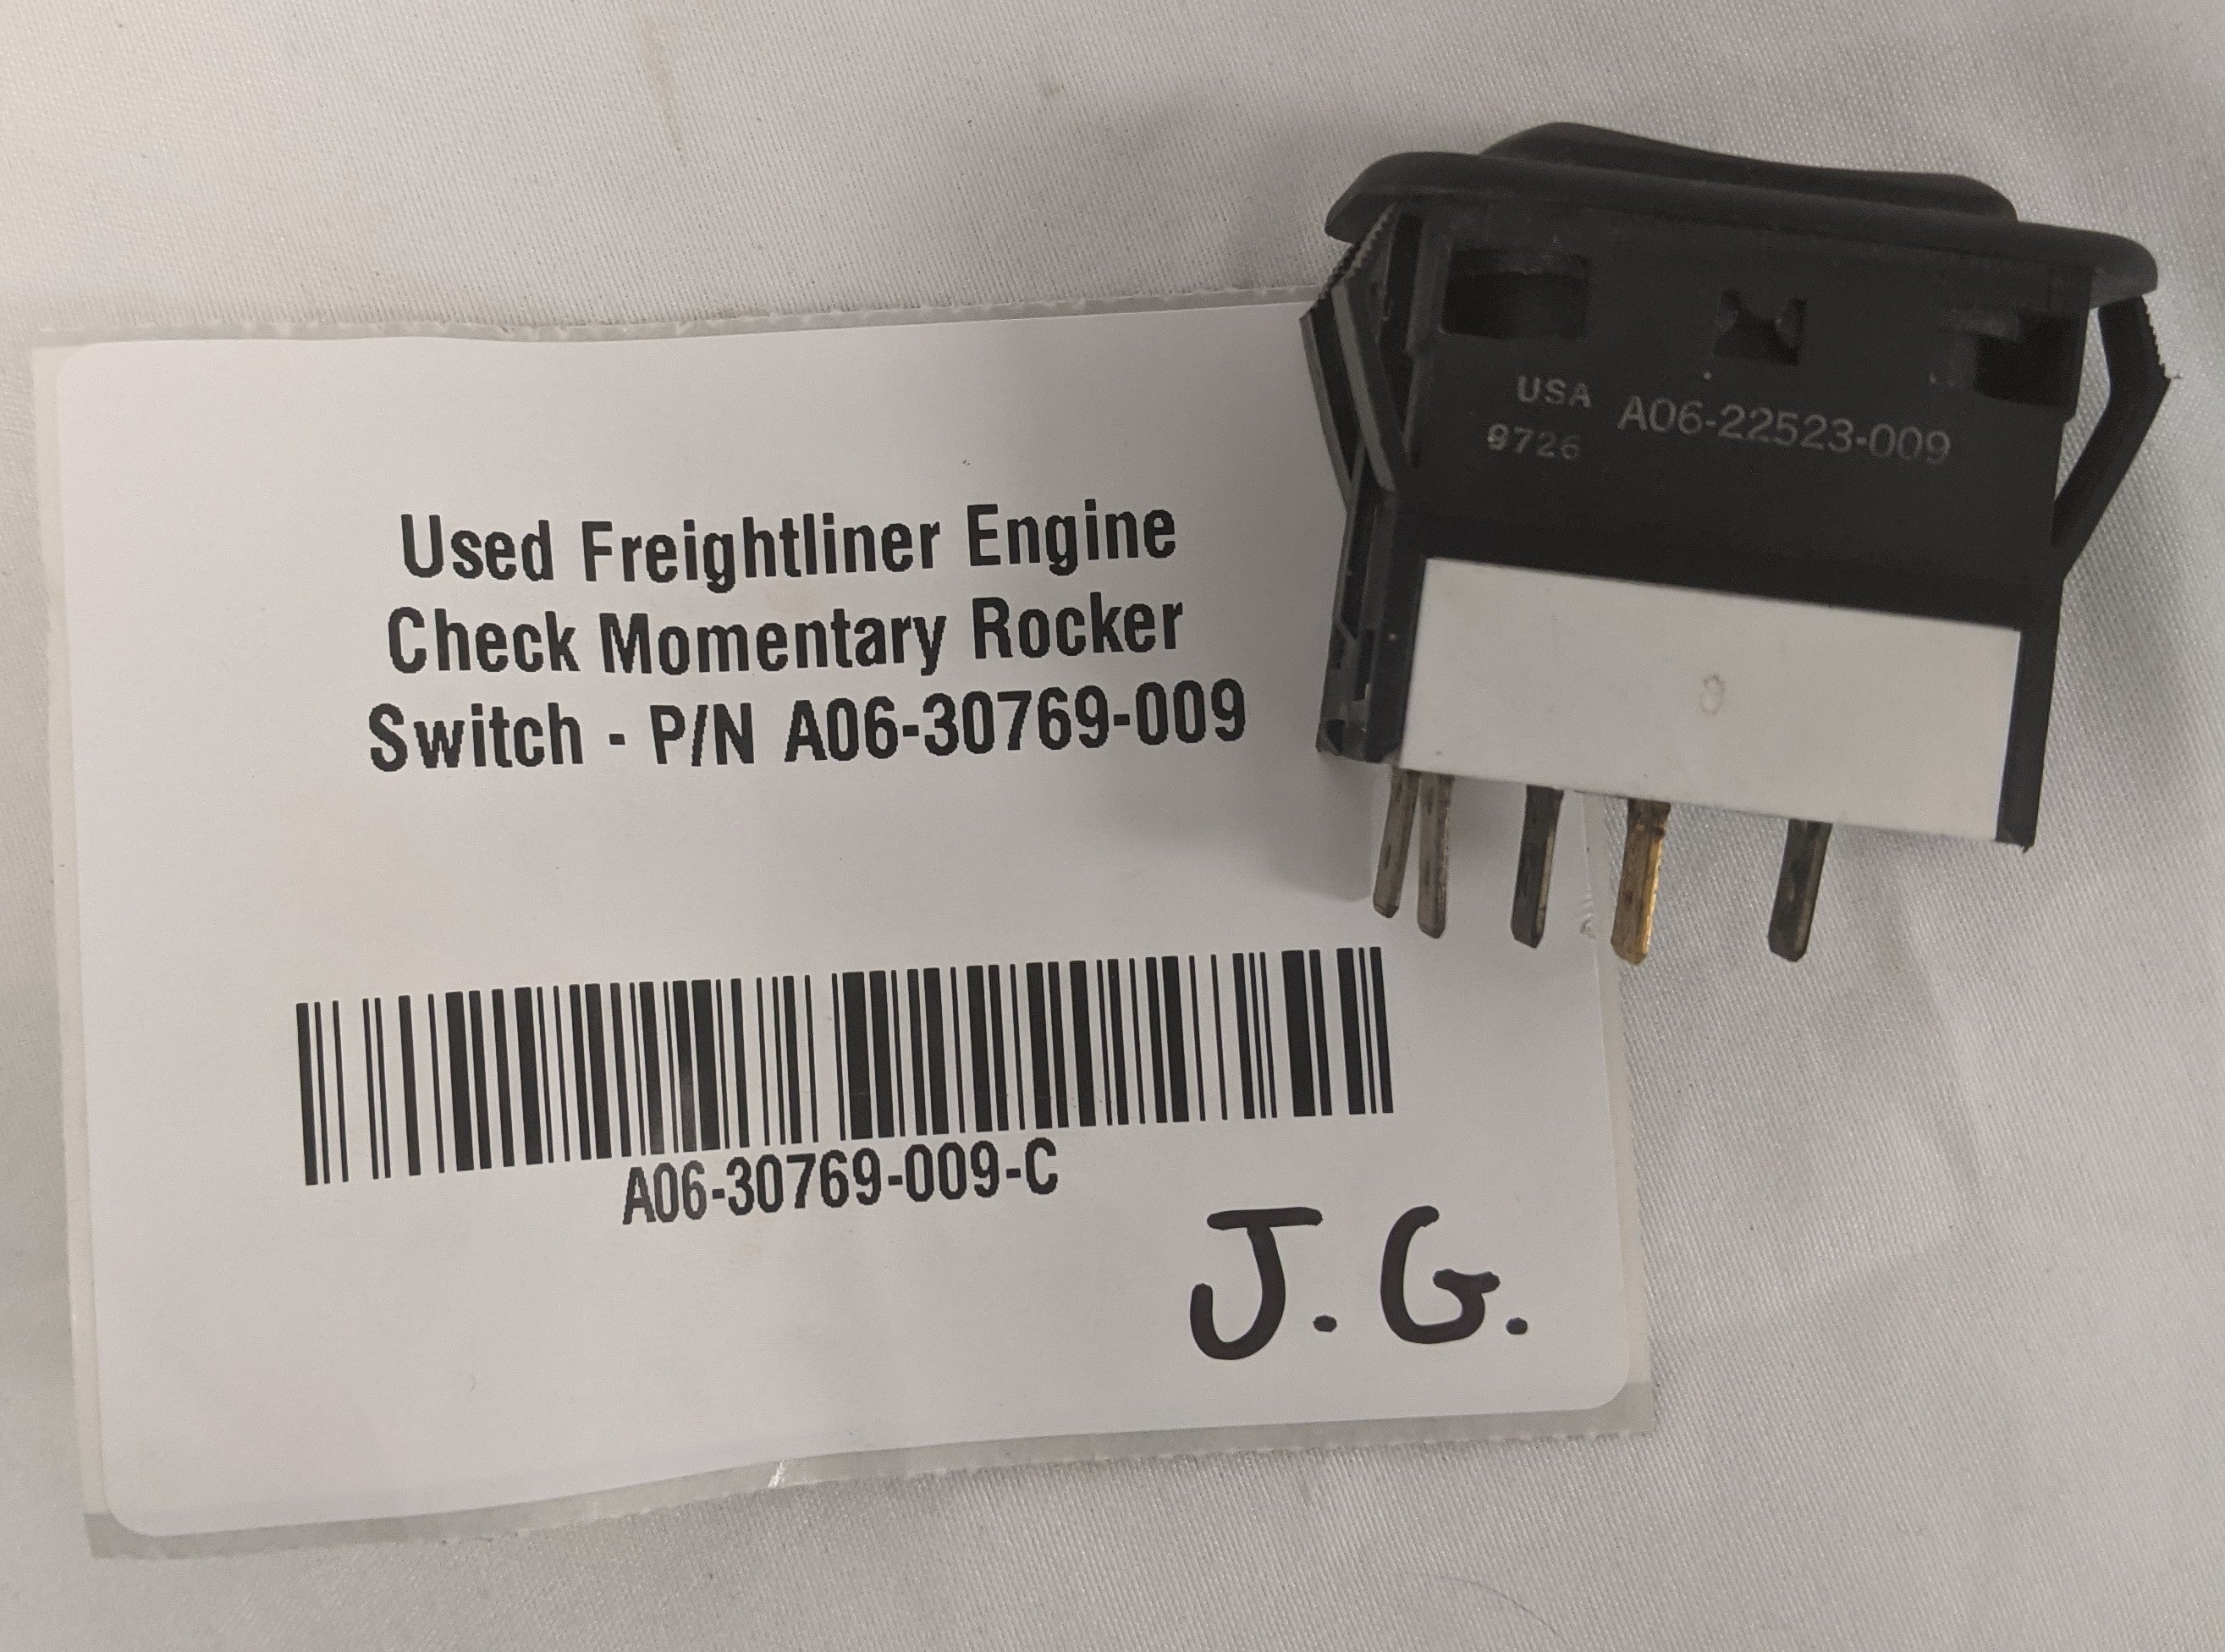 Used Freightliner Engine
Check Momentary Rocker
Switch - P/N A06-30769-009
A06-30769-009-C
J.G.
USA
9726
A06-22523-009